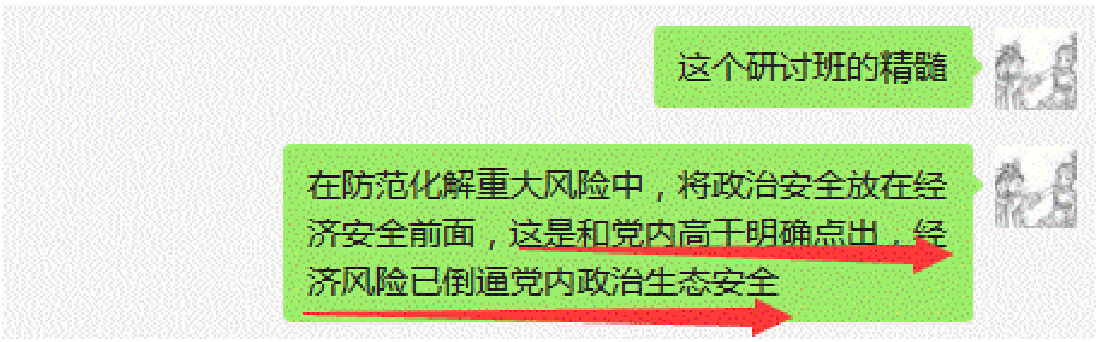 这个研讨班的精髓
在防范化解重大风险中，将政治安全放在经
济安全前面，这是和党内高干明确点出，经
济风险已倒逼党内政治生态安全